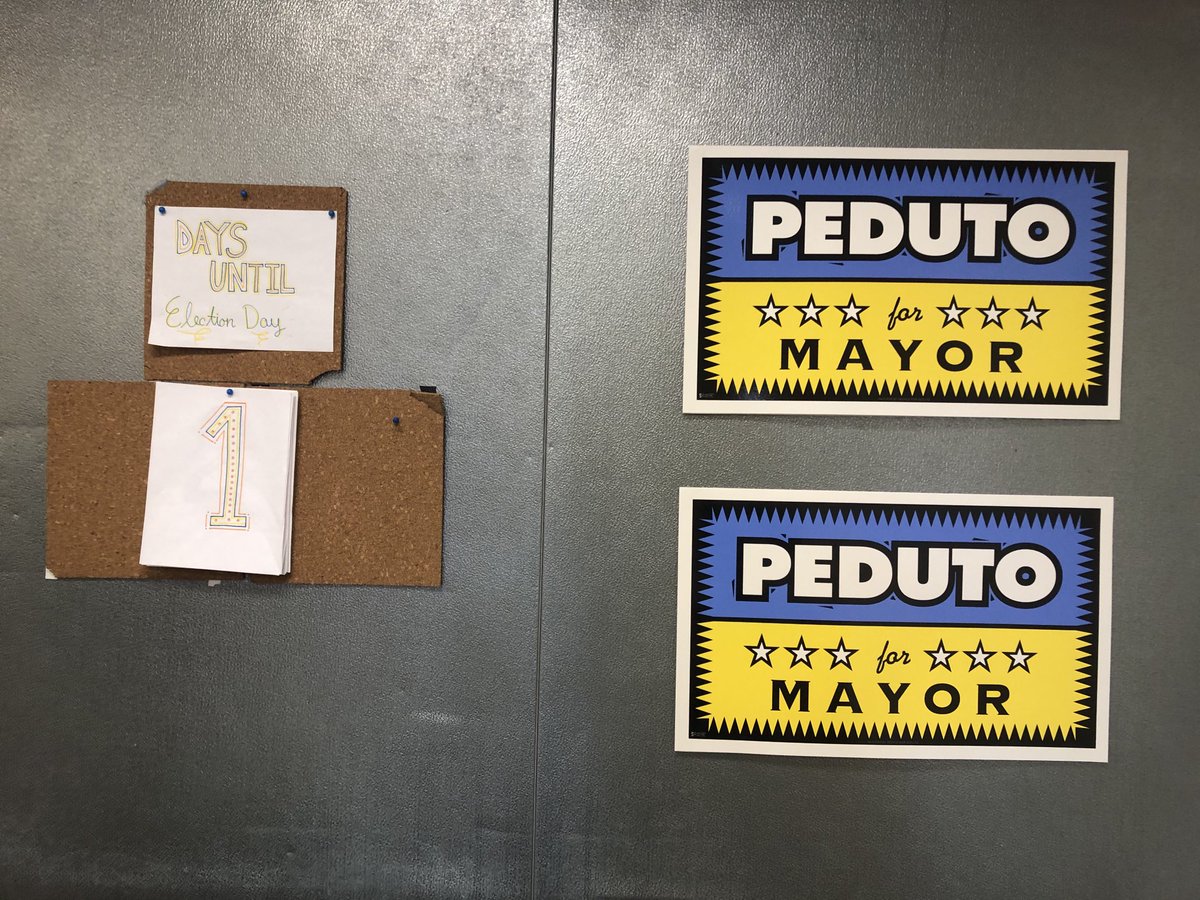 DAYS
UNTIL
Election Day
1
PEDUTO
for
MAYOR
PEDUTO
for
MAYOR